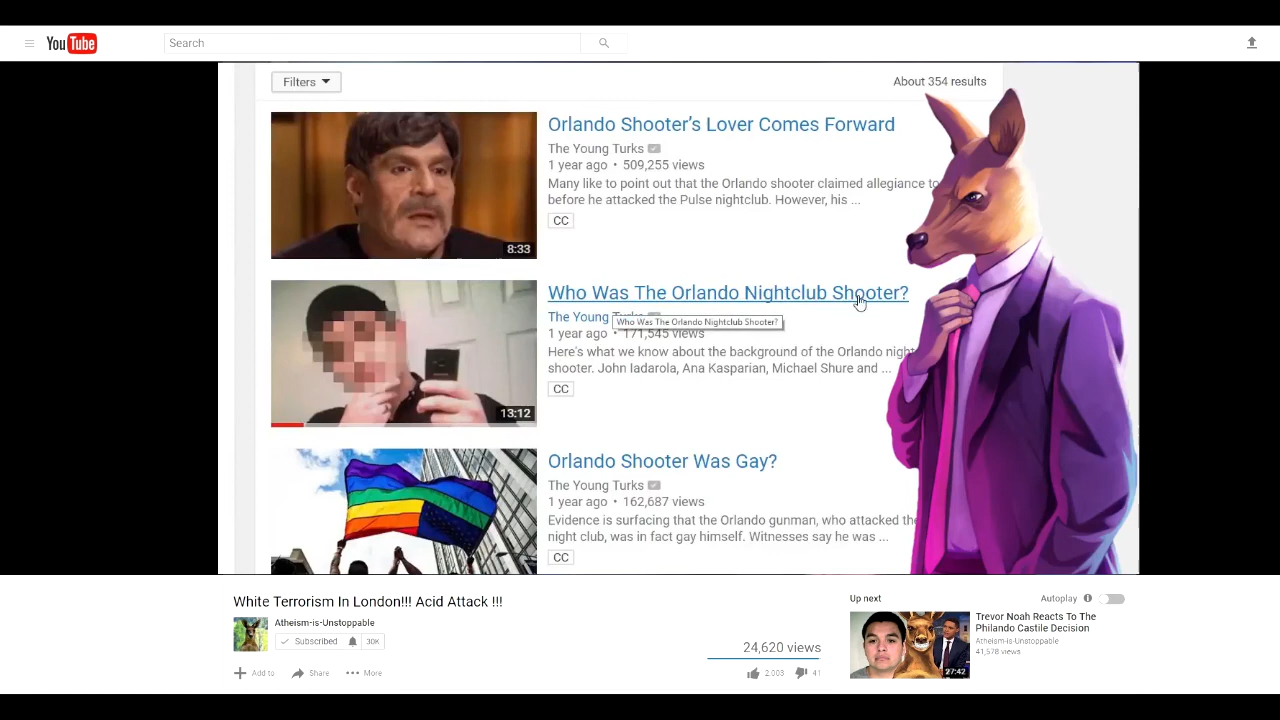 YouTube
Search
Filters
About 354 results
Orlando Shooter's Lover Comes Forward
The Young Turks
1 year ago • 509,255 views
Many like to point out that the Orlando shooter claimed allegiance to
before he attacked the Pulse nightclub. However, his ...
CC
8:33
Who Was The Orlando Nightclub Shooter?
The Young Turks
Who Was The Orlando Nightclub Shooter?
1 year ago • 171,545 views
Here's what we know about the background of the Orlando night
shooter. John Iadarola, Ana Kasparian, Michael Shure and ...
CC
13:12
Orlando Shooter Was Gay?
The Young Turks
1 year ago • 162,687 views
Evidence is surfacing that the Orlando gunman, who attacked the
night club, was in fact gay himself. Witnesses say he was ...
CC
White Terrorism In London!!! Acid Attack !!!
Atheism-is-Unstoppable
Subscribed 30K
24,620 views
Add to Share More
2,003 41
Up next
Autoplay
Trevor Noah Reacts To The
Philando Castile Decision
Atheism-is-Unstoppable
41,578 views
27:42